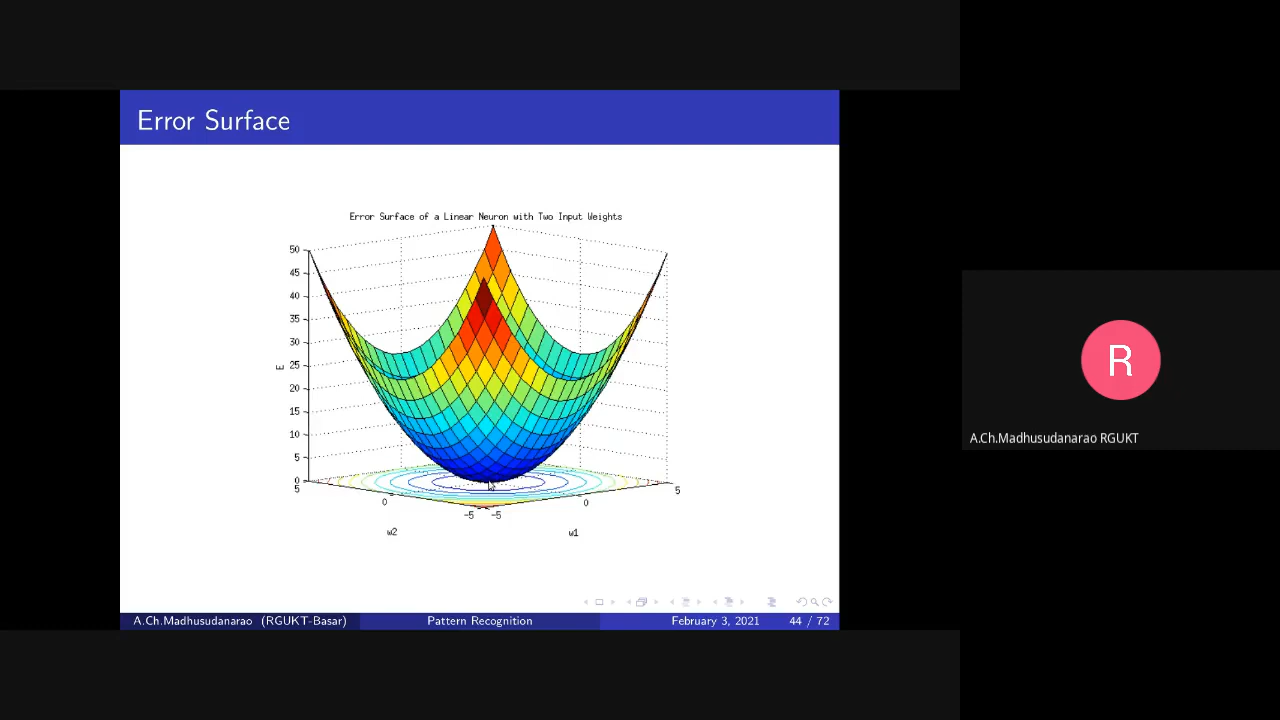 Error Surface
Error Surface of a Linear Neuron with Two Input Weights
50
45
40
35
30
E
25
20
15
10
5
0
5
0
-5
-5
0
5
w2
w1
A.Ch.Madhusudanarao (RGUKT-Basar)
Pattern Recognition
February 3, 2021
44 / 72
R
A.Ch.Madhusudanarao RGUKT